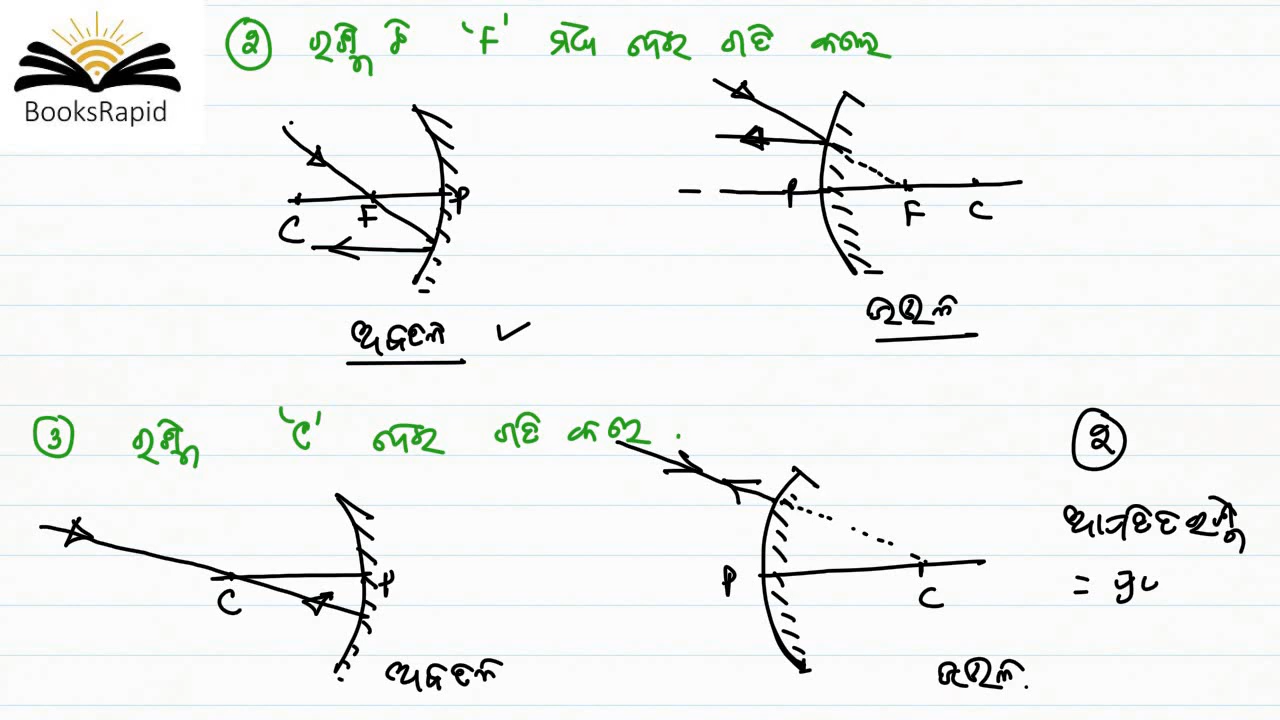 BooksRapid
② ରଶ୍ମି ଟି 'F' ମଧ୍ୟ ଦେଇ ଗତି କଲେ
P
F
C
P
F
C
ଅବତଳ ✓
ଉତ୍ତଳ
③ ରଶ୍ମି 'C' ଦେଇ ଗତି କଲେ .
②
ଆପତିତ ରଶ୍ମି
=
C
P
P
C
ଅବତଳ
ଉତ୍ତଳ.